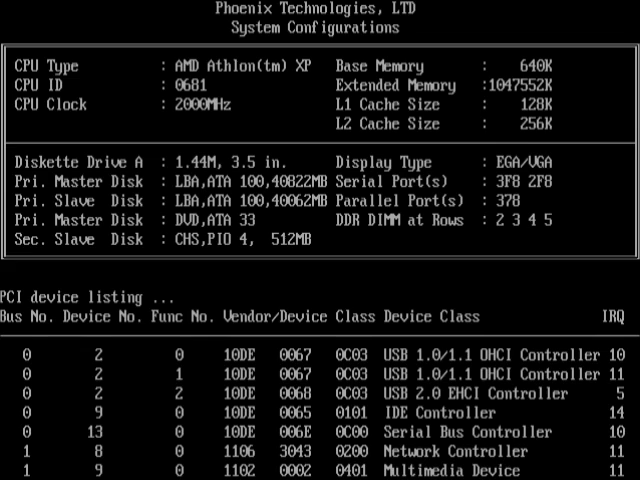 Phoenix Technologies, LTD
System Configurations
CPU Type : AMD Athlon(tm) XP Base Memory : 640K
CPU ID : 0681 Extended Memory :1047552K
CPU Clock : 2000MHz L1 Cache Size : 128K
L2 Cache Size : 256K
Diskette Drive A : 1.44M, 3.5 in. Display Type : EGA/VGA
Pri. Master Disk : LBA,ATA 100,40822MB Serial Port(s) : 3F8 2F8
Pri. Slave Disk : LBA,ATA 100,40062MB Parallel Port(s) : 378
Pri. Master Disk : DVD,ATA 33 DDR DIMM at Rows : 2 3 4 5
Sec. Slave Disk : CHS,PIO 4, 512MB
PCI device listing ...
Bus No. Device No. Func No. Vendor/Device Class Device Class IRQ
0 2 0 10DE 0067 0C03 USB 1.0/1.1 OHCI Controller 10
0 2 1 10DE 0067 0C03 USB 1.0/1.1 OHCI Controller 11
0 2 2 10DE 0068 0C03 USB 2.0 EHCI Controller 5
0 9 0 10DE 0065 0101 IDE Controller 14
0 13 0 10DE 006E 0C00 Serial Bus Controller 10
1 8 0 1106 3043 0200 Network Controller 11
1 9 0 1102 0002 0401 Multimedia Device 11